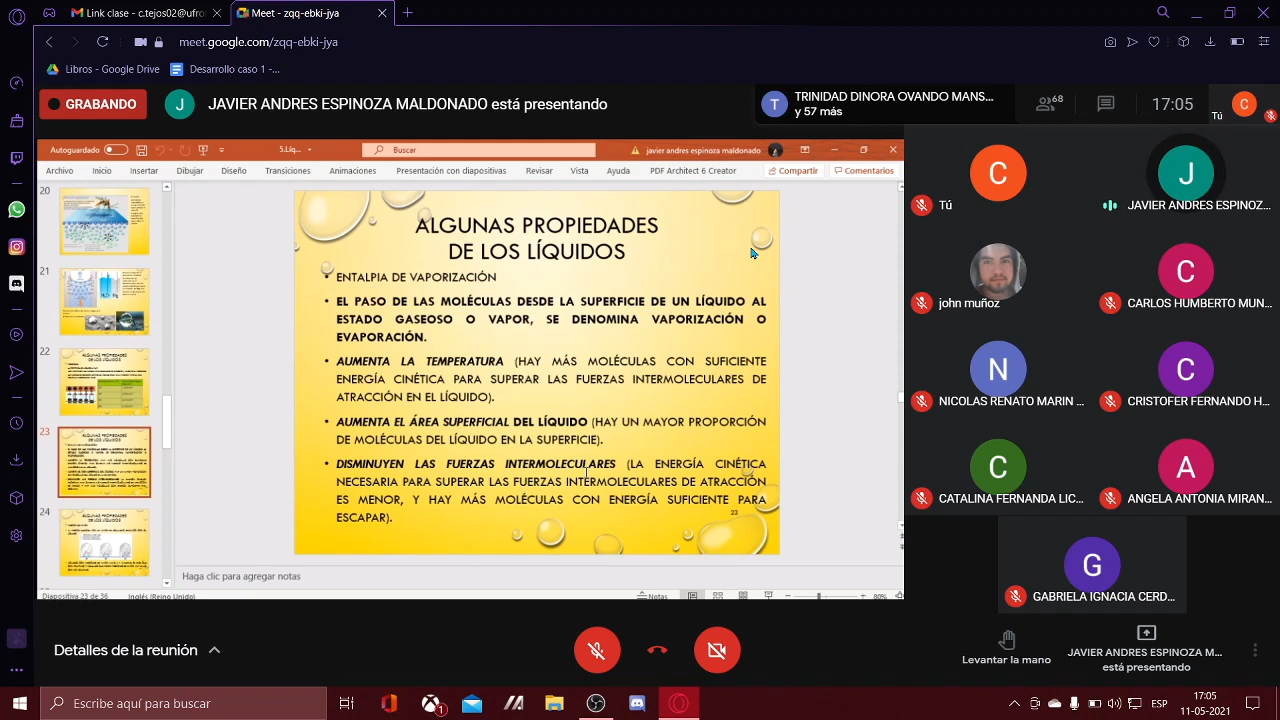 Link clase - c.tejos02@ufro
Meet - zqq-ebki-jya
meet.google.com/zqq-ebki-jya
Libros - Google Drive
Desarrollo caso 1 -...
GRABANDO
J
JAVIER ANDRES ESPINOZA MALDONADO está presentando
T
TRINIDAD DINORA OVANDO MANS...
y 57 más
68
17:05
Tú
C
Autoguardado
5.Líq...
Buscar
javier andres espinoza maldonado
Archivo Inicio Insertar Dibujar Diseño Transiciones Animaciones Presentación con diapositivas Revisar Vista Ayuda PDF Architect 6 Creator Compartir Comentarios
20
21
22
23
24
ALGUNAS PROPIEDADES
DE LOS LÍQUIDOS
• ENTALPIA DE VAPORIZACIÓN
• EL PASO DE LAS MOLÉCULAS DESDE LA SUPERFICIE DE UN LÍQUIDO AL
ESTADO GASEOSO O VAPOR, SE DENOMINA VAPORIZACIÓN O
EVAPORACIÓN.
• AUMENTA LA TEMPERATURA (HAY MÁS MOLÉCULAS CON SUFICIENTE
ENERGÍA CINÉTICA PARA SUPERAR LAS FUERZAS INTERMOLECULARES DE
ATRACCIÓN EN EL LÍQUIDO).
• AUMENTA EL ÁREA SUPERFICIAL DEL LÍQUIDO (HAY UN MAYOR PROPORCIÓN
DE MOLÉCULAS DEL LÍQUIDO EN LA SUPERFICIE).
• DISMINUYEN LAS FUERZAS INTERMOLECULARES (LA ENERGÍA CINÉTICA
NECESARIA PARA SUPERAR LAS FUERZAS INTERMOLECULARES DE ATRACCIÓN
ES MENOR, Y HAY MÁS MOLÉCULAS CON ENERGÍA SUFICIENTE PARA
ESCAPAR).
23
Haga clic para agregar notas
Diapositiva 23 de 36
Inglés (Reino Unido)
Notas
80%
C
Tú
J
JAVIER ANDRES ESPINOZ...
john muñoz
C
CARLOS HUMBERTO MUN...
N
NICOLAS RENATO MARIN ...
C
CRISTOFER FERNANDO H...
C
CATALINA FERNANDA LIC...
A
ANGELA ANTONIA MIRAN...
G
GABRIELA IGNACIA CERD...
Detalles de la reunión
Levantar la mano
JAVIER ANDRES ESPINOZA M...
está presentando
Escribe aquí para buscar
1
ESP
17:05
11-05-2021